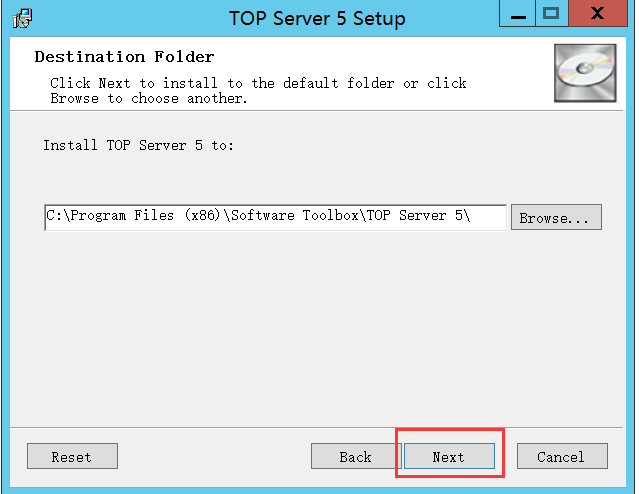 TOP Server 5 Setup
X
Destination Folder
Click Next to install to the default folder or click
Browse to choose another.
Install TOP Server 5 to:
C:\Program Files (x86)\Software Toolbox\TOP Server 5\
Browse...
Reset
Back
Next
Cancel